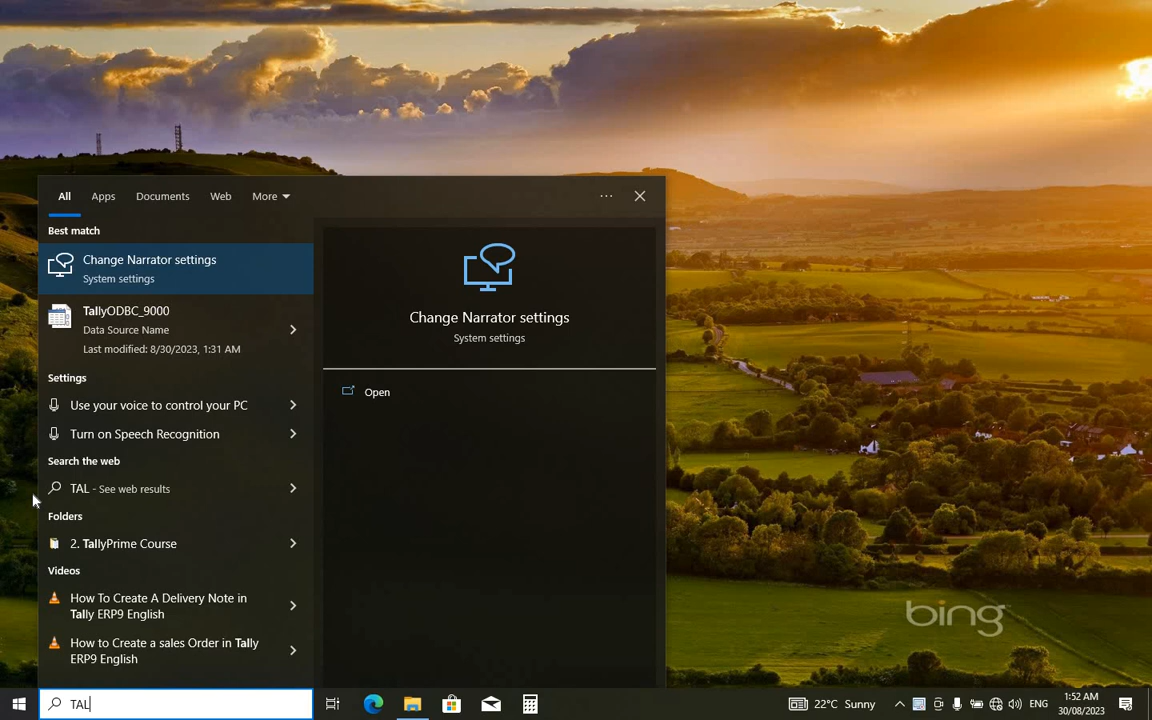 All Apps Documents Web More
Best match
Change Narrator settings
System settings
TallyODBC_9000
Data Source Name
Last modified: 8/30/2023, 1:31 AM
Settings
Use your voice to control your PC
Turn on Speech Recognition
Search the web
TAL - See web results
Folders
2. TallyPrime Course
Videos
How To Create A Delivery Note in
Tally ERP9 English
How to Create a sales Order in Tally
ERP9 English
Change Narrator settings
System settings
Open
bing
TAL
22°C Sunny
ENG
1:52 AM
30/08/2023